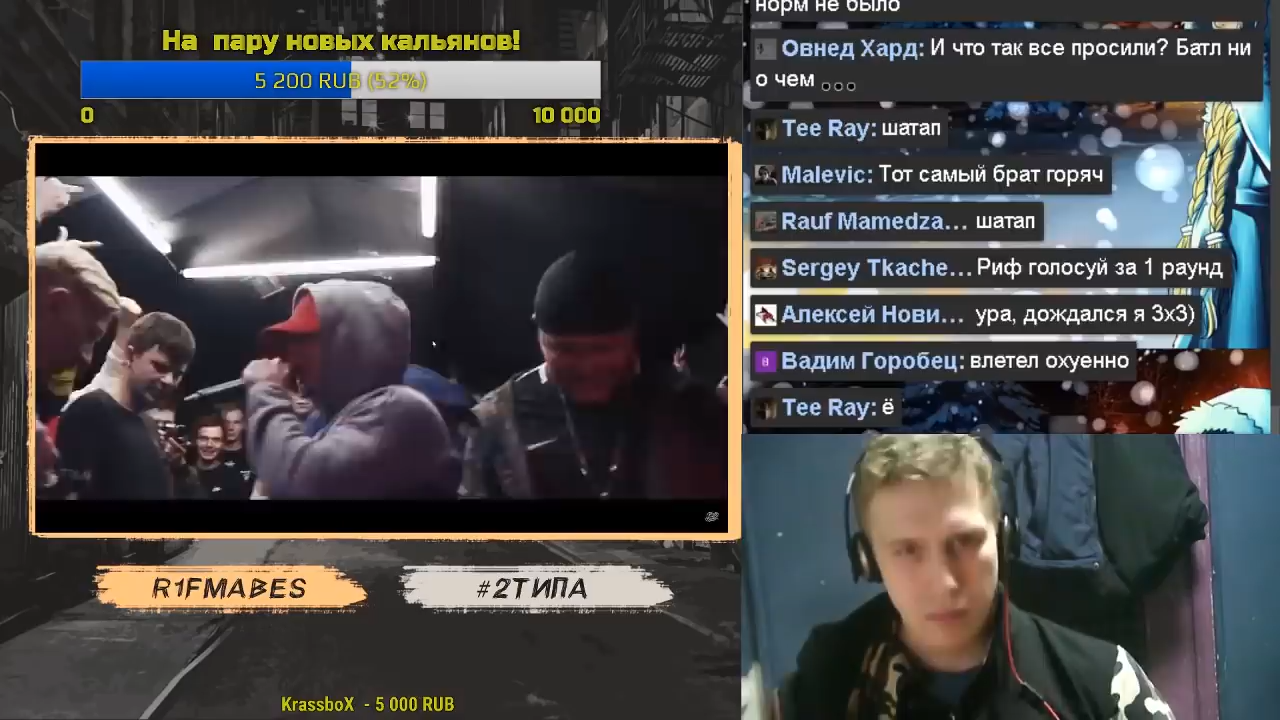 На пару новых кальянов!
5 200 RUB (52%)
0
10 000
R1FMABES
#2ТИПА
KrassboX - 5 000 RUB
норм не было
Овнед Хард: И что так все просили? Батл ни
о чем ...
Tee Ray: шатап
Malevic: Тот самый брат горяч
Rauf Mamedza... шатап
Sergey Tkache... Риф голосуй за 1 раунд
Алексей Нови... ура, дождался я 3х3)
Вадим Горобец: влетел охуенно
Tee Ray: ё